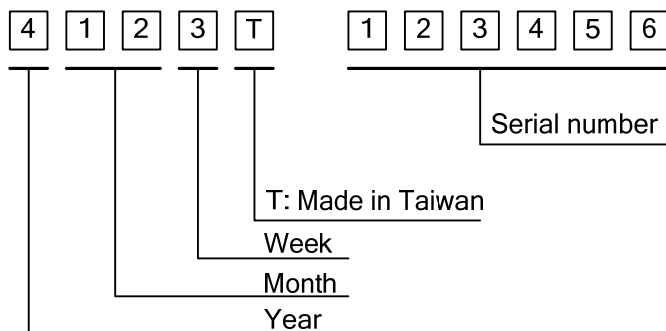 4 1 2 3 T 1 2 3 4 5 6
Serial number
T: Made in Taiwan
Week
Month
Year